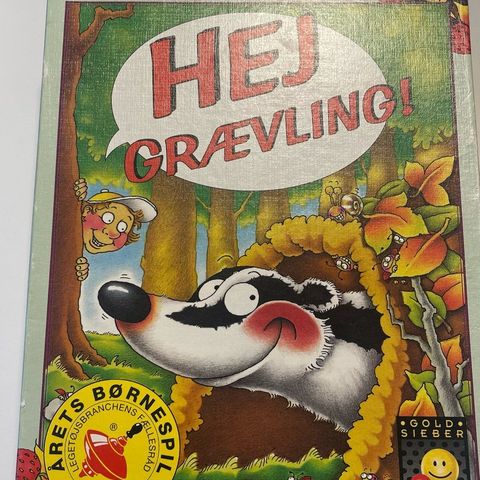 HEJ
GRÆVLING!
ÅRETS BØRNESPIL
LEGETØJSBRANCHENS FÆLLESRÅD
®
GOLD
SIEBER